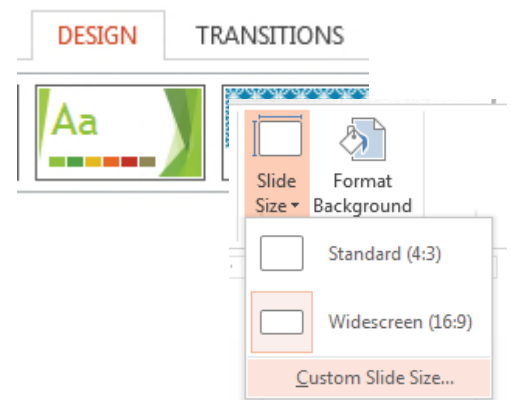 DESIGN TRANSITIONS
Aa
Slide Format
Size Background
Standard (4:3)
Widescreen (16:9)
Custom Slide Size...